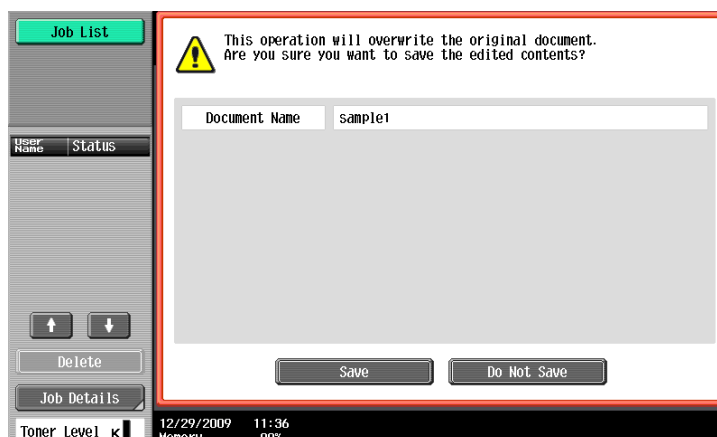 Job List
This operation will overwrite the original document.
Are you sure you want to save the edited contents?
Document Name sample1
User Name Status
Delete
Save Do Not Save
Job Details
Toner Level K
12/29/2009 11:36
Memory 99%